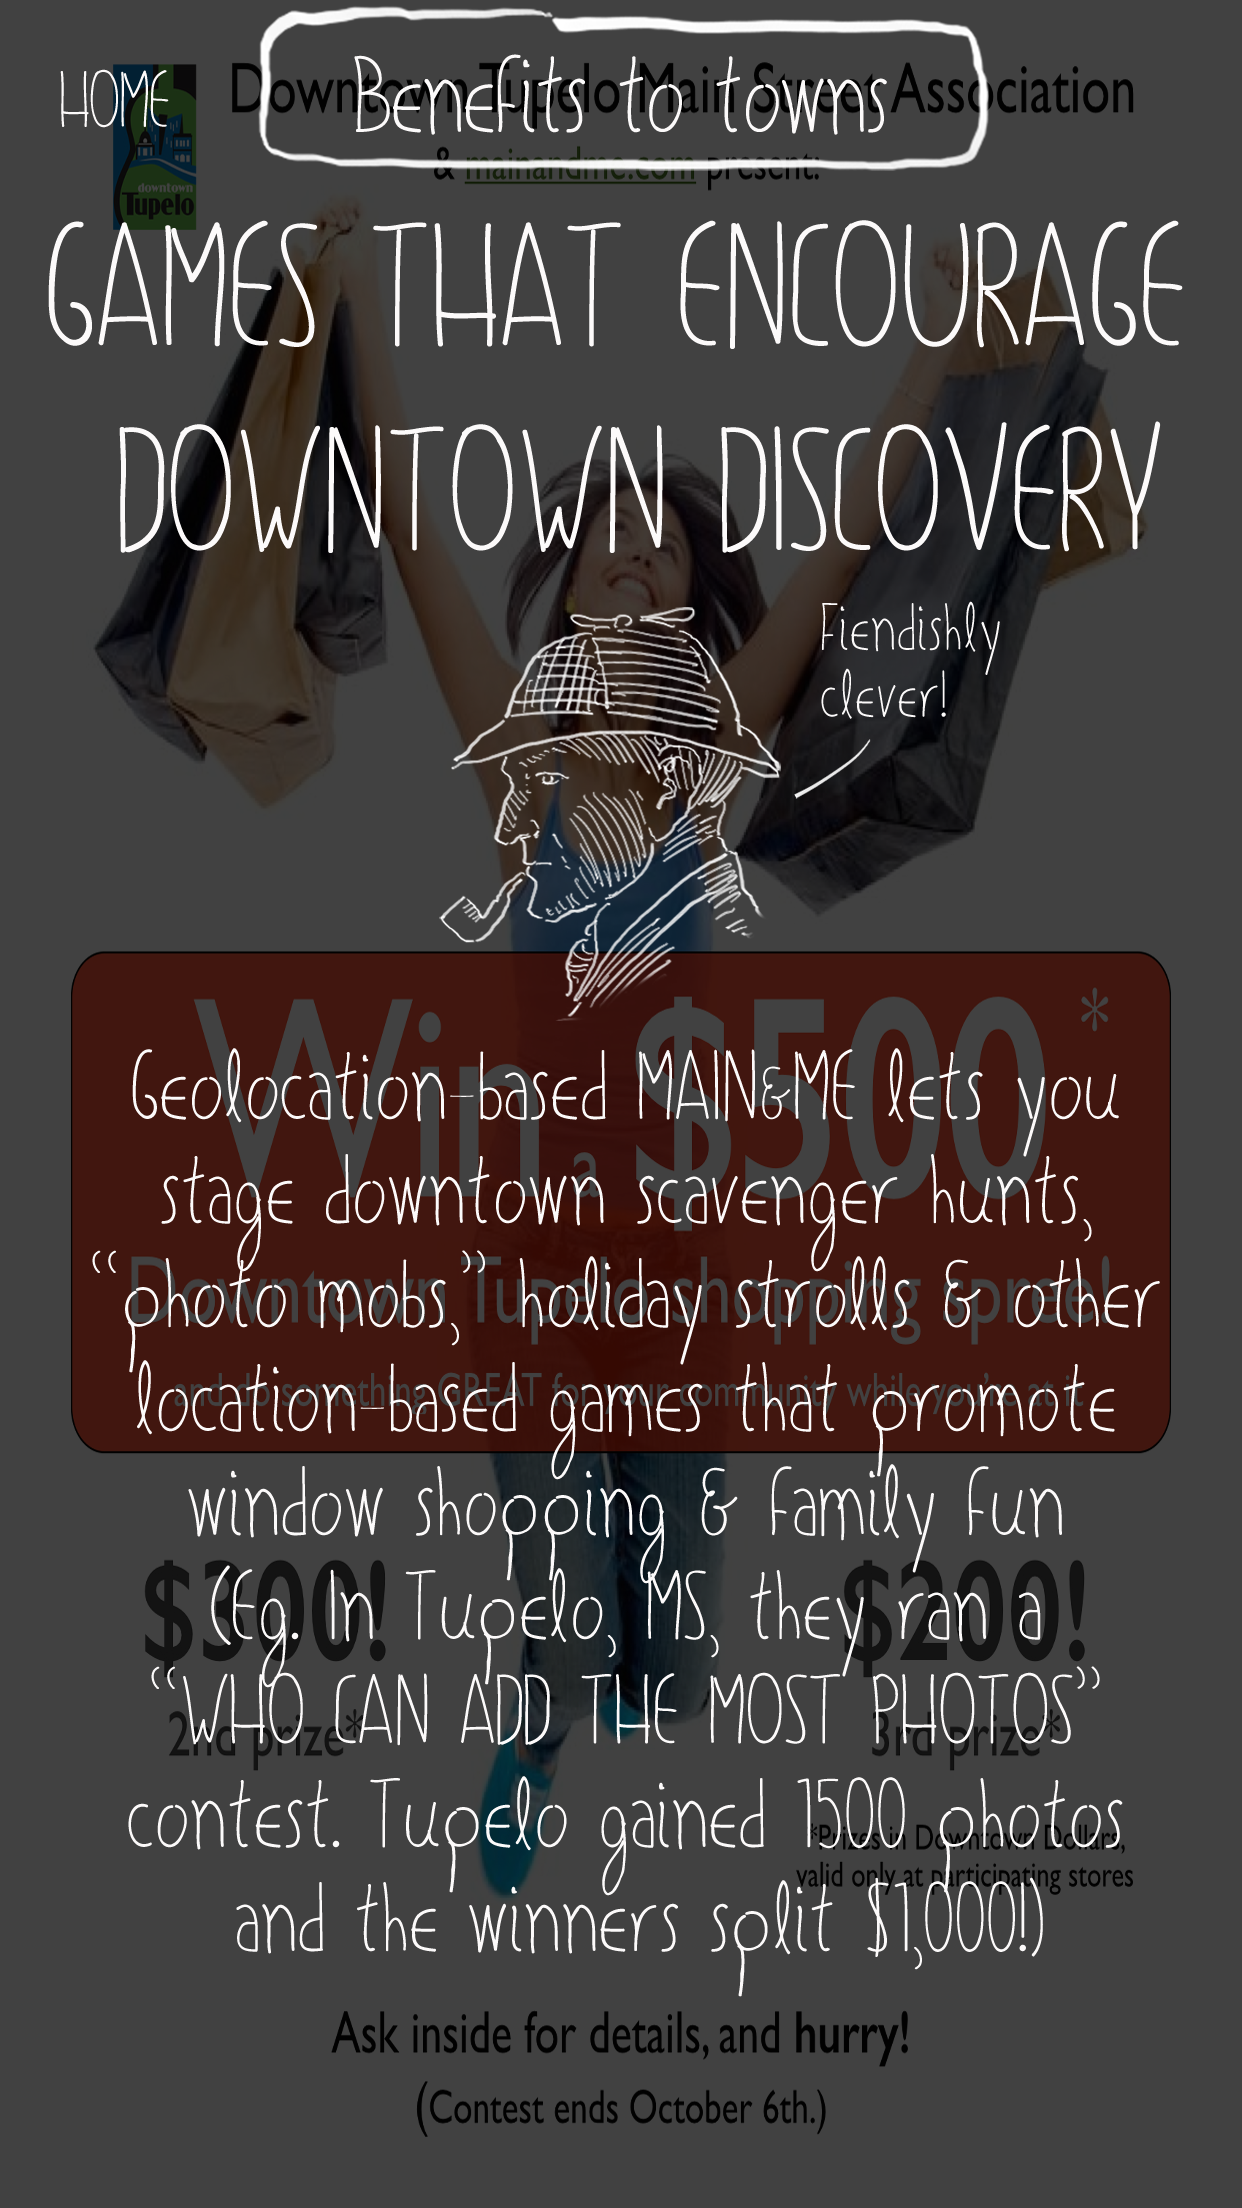 HOME
Benefits to towns
Downtown Tupelo Main Street Association
& mainandme.com present:
downtown
Tupelo
GAMES THAT ENCOURAGE
DOWNTOWN DISCOVERY
Fiendishly
clever!
Win a $500*
Downtown Tupelo shopping spree!
and do something GREAT for your community while you're at it
Geolocation-based MAIN&ME lets you
stage downtown scavenger hunts,
“photo mobs,” holiday strolls & other
location-based games that promote
window shopping & family fun
(Eg. In Tupelo, MS, they ran a
“WHO CAN ADD THE MOST PHOTOS”
contest. Tupelo gained 1500 photos
and the winners split $1,000!)
$300!
2nd prize*
$200!
3rd prize*
*Prizes in Downtown Dollars,
valid only at participating stores
Ask inside for details, and hurry!
(Contest ends October 6th.)